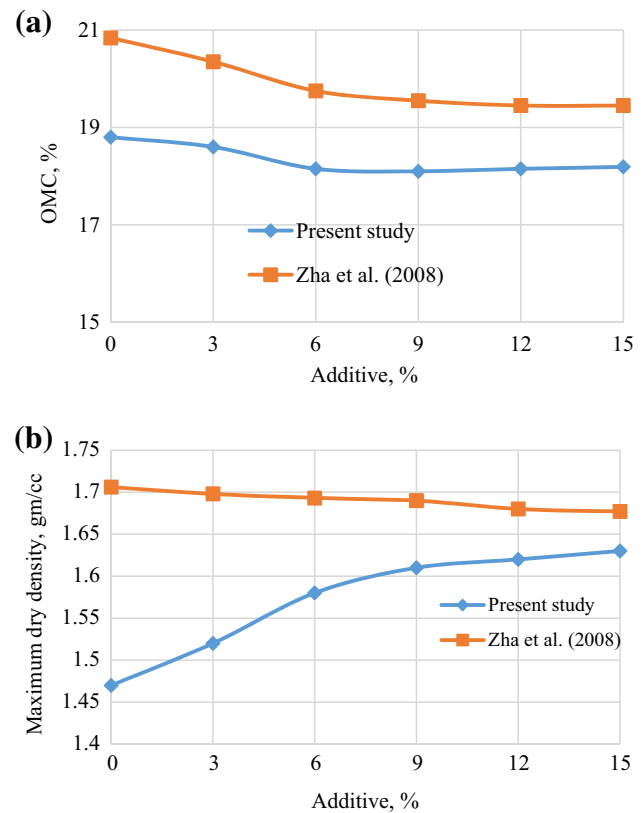 (a)
21
19
17
15
OMC, %
Present study
Zha et al. (2008)
0 3 6 9 12 15
Additive, %
(b)
1.75
1.7
1.65
1.6
1.55
1.5
1.45
1.4
Maximum dry density, gm/cc
Present study
Zha et al. (2008)
0 3 6 9 12 15
Additive, %